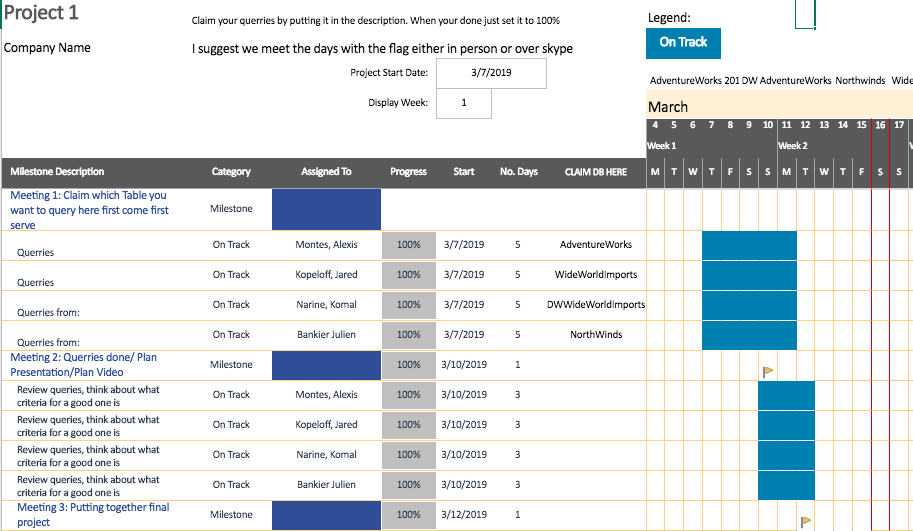 Project 1
Claim your querries by putting it in the description. When your done just set it to 100%
Legend:
Company Name
I suggest we meet the days with the flag either in person or over skype
On Track
Project Start Date: 3/7/2019
AdventureWorks 201 DW AdventureWorks Northwinds Wide
Display Week: 1
March
4 5 6 7 8 9 10 11 12 13 14 15 16 17
Week 1 Week 2
Milestone Description Category Assigned To Progress Start No. Days CLAIM DB HERE M T W T F S S M T W T F S S
Meeting 1: Claim which Table you
want to query here first come first
serve
Milestone
Querries On Track Montes, Alexis 100% 3/7/2019 5 AdventureWorks
Querries On Track Kopeloff, Jared 100% 3/7/2019 5 WideWorldImports
Querries from: On Track Narine, Komal 100% 3/7/2019 5 DWWideWorldImports
Querries from: On Track Bankier Julien 100% 3/7/2019 5 NorthWinds
Meeting 2: Querries done/ Plan
Presentation/Plan Video
Milestone 100% 3/10/2019 1
Review queries, think about what
criteria for a good one is
On Track Montes, Alexis 100% 3/10/2019 3
Review queries, think about what
criteria for a good one is
On Track Kopeloff, Jared 100% 3/10/2019 3
Review queries, think about what
criteria for a good one is
On Track Narine, Komal 100% 3/10/2019 3
Review queries, think about what
criteria for a good one is
On Track Bankier Julien 100% 3/10/2019 3
Meeting 3: Putting together final
project
Milestone 100% 3/12/2019 1